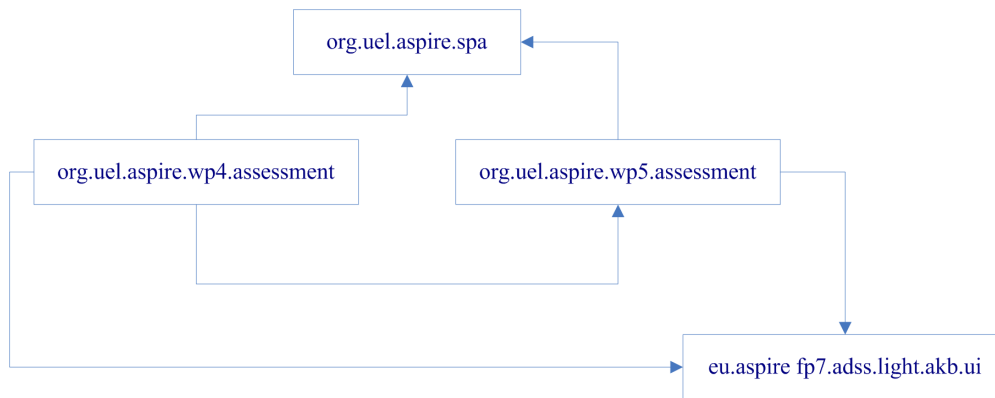 org.uel.aspire.spa
org.uel.aspire.wp4.assessment
org.uel.aspire.wp5.assessment
eu.aspire fp7.adss.light.akb.ui